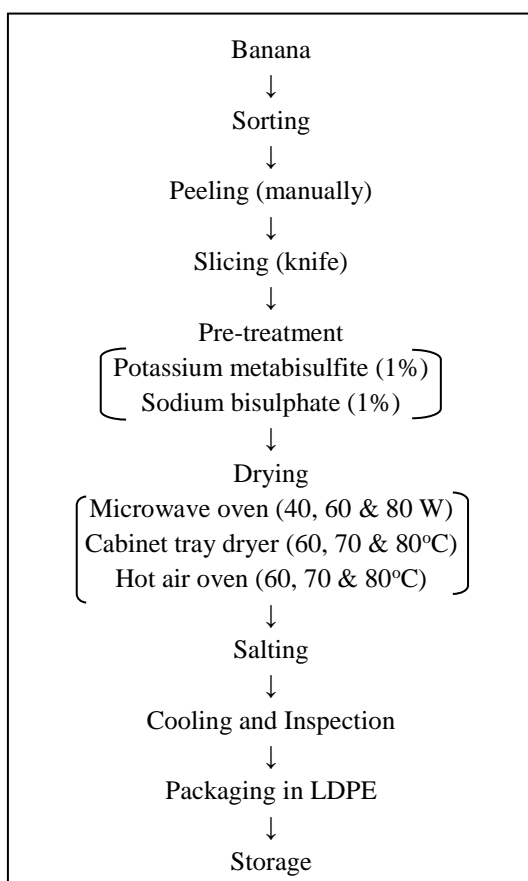 Banana
↓
Sorting
↓
Peeling (manually)
↓
Slicing (knife)
↓
Pre-treatment
Potassium metabisulfite (1%)
Sodium bisulphate (1%)
↓
Drying
Microwave oven (40, 60 & 80 W)
Cabinet tray dryer (60, 70 & 80°C)
Hot air oven (60, 70 & 80°C)
↓
Salting
↓
Cooling and Inspection
↓
Packaging in LDPE
↓
Storage